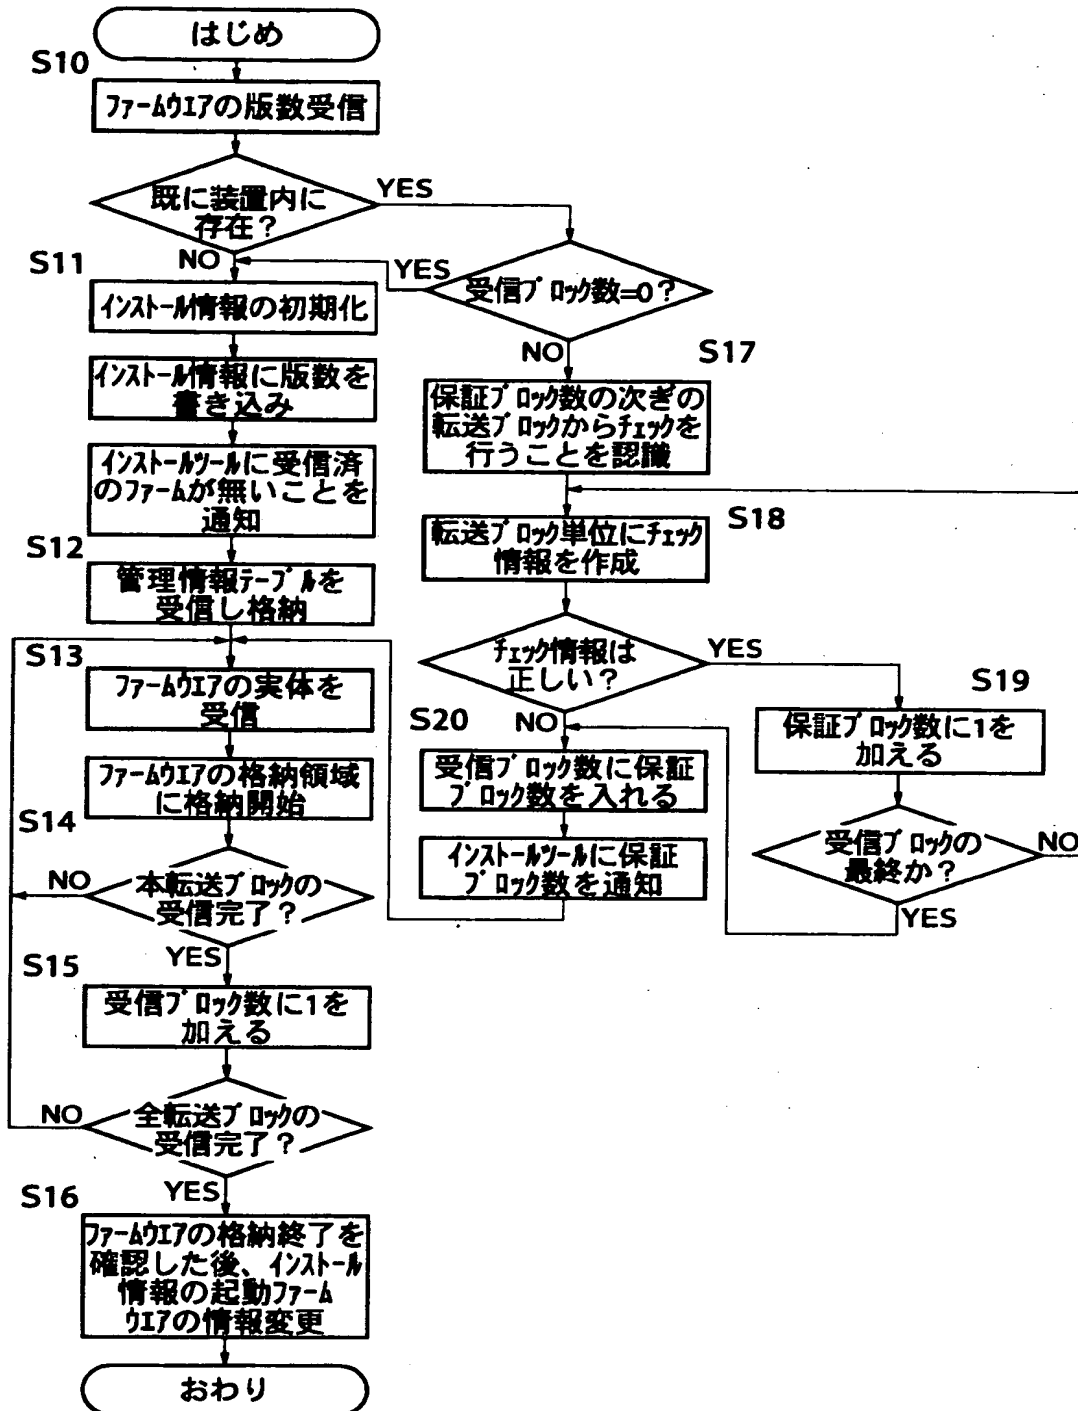 はじめ
S10
ファームウエアの版数受信
既に装置内に
存在?
YES
NO
S11
YES
受信ブロック数=0?
インストール情報の初期化
NO
S17
インストール情報に版数を
書き込み
保証ブロック数の次ぎの
転送ブロックからチェックを
行うことを認識
インストールツールに受信済
のファームが無いことを
通知
S18
転送ブロック単位にチェック
情報を作成
S12
管理情報テーブルを
受信し格納
チェック情報は
正しい?
YES
NO
S13
ファームウエアの実体を
受信
S19
保証ブロック数に1を
加える
S20
受信ブロック数に保証
ブロック数を入れる
ファームウエアの格納領域
に格納開始
S14
受信ブロックの
最終か?
NO
YES
インストールツールに保証
ブロック数を通知
NO
本転送ブロックの
受信完了?
YES
S15
受信ブロック数に1を
加える
NO
全転送ブロックの
受信完了?
YES
S16
ファームウエアの格納終了を
確認した後、インストール
情報の起動ファーム
ウエアの情報変更
おわり